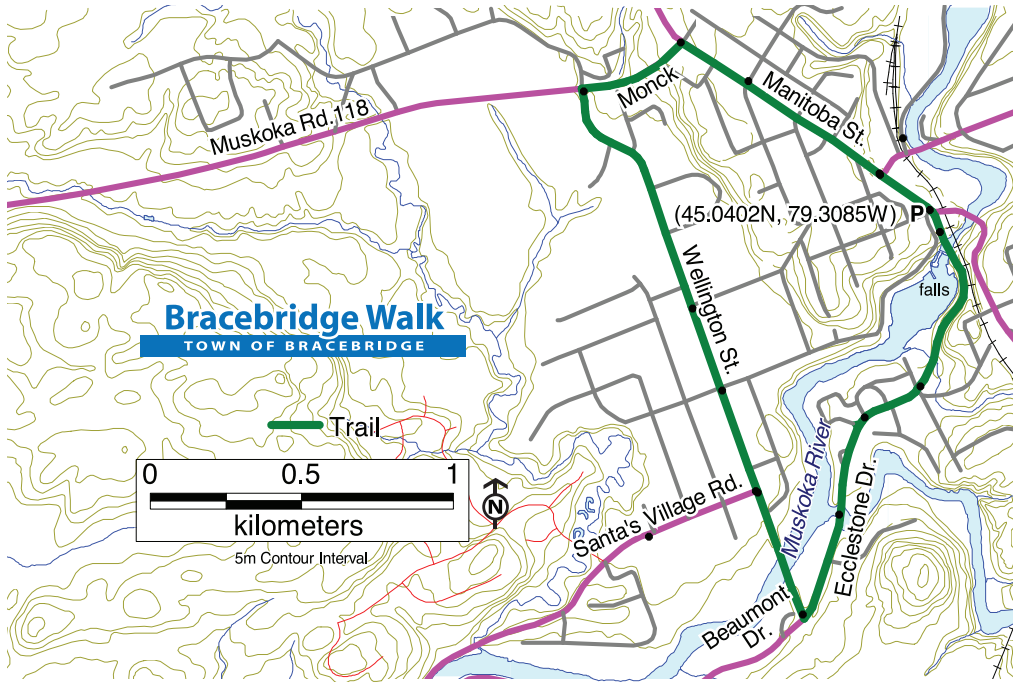 Monck
Manitoba St.
Muskoka Rd.118
(45.0402N, 79.3085W) P
Wellington St.
falls
Bracebridge Walk
TOWN OF BRACEBRIDGE
Trail
0 0.5 1
kilometers
N
5m Contour Interval
Santa's Village Rd.
Muskoka River
Ecclestone Dr.
Beaumont
Dr.